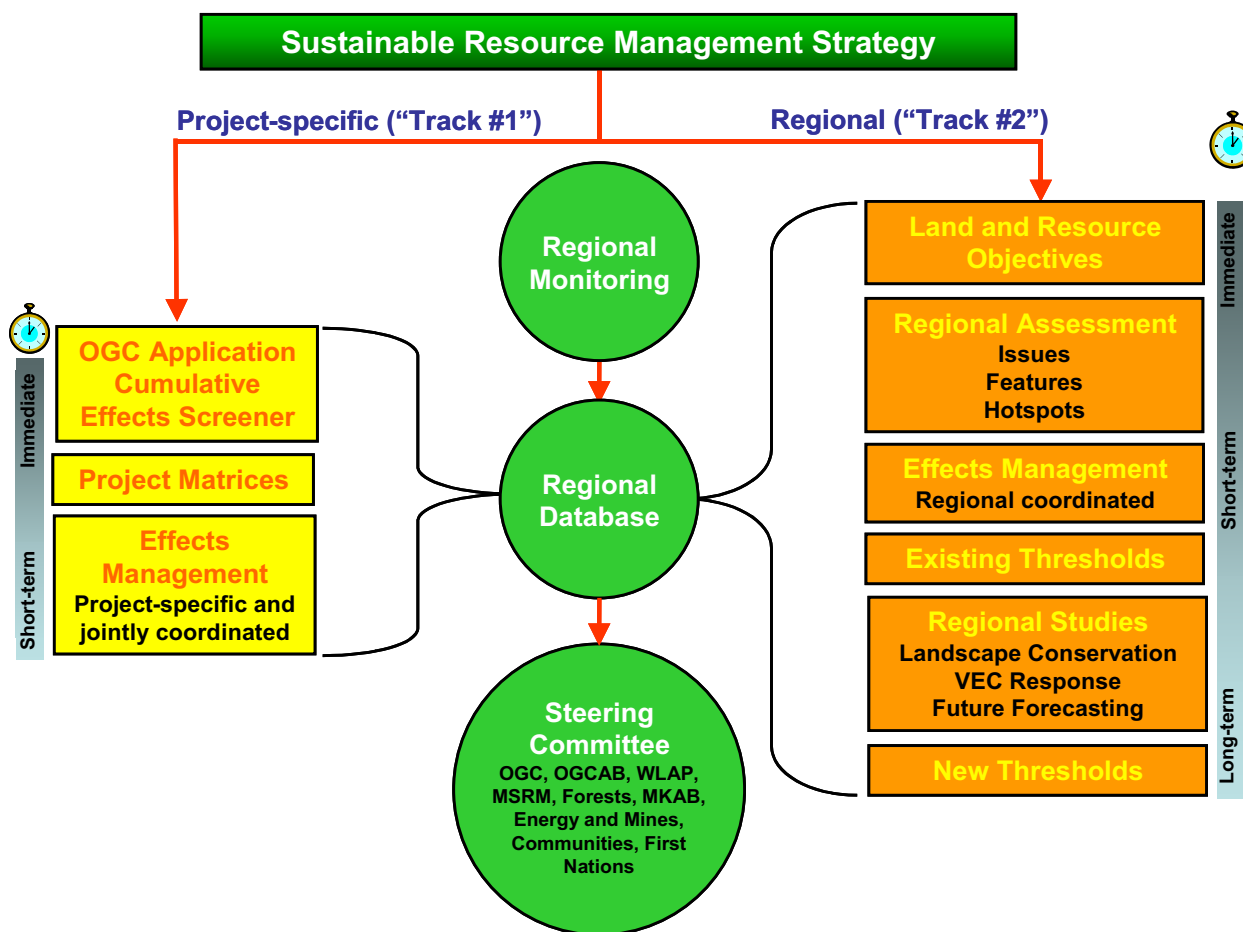 Sustainable Resource Management Strategy
Project-specific (“Track #1”)
Regional (“Track #2”)
Immediate
Short-term
OGC Application
Cumulative
Effects Screener
Project Matrices
Effects
Management
Project-specific and
jointly coordinated
Regional
Monitoring
Regional
Database
Steering
Committee
OGC, OGCAB, WLAP,
MSRM, Forests, MKAB,
Energy and Mines,
Communities, First
Nations
Land and Resource
Objectives
Regional Assessment
Issues
Features
Hotspots
Effects Management
Regional coordinated
Existing Thresholds
Regional Studies
Landscape Conservation
VEC Response
Future Forecasting
New Thresholds
Immediate
Short-term
Long-term